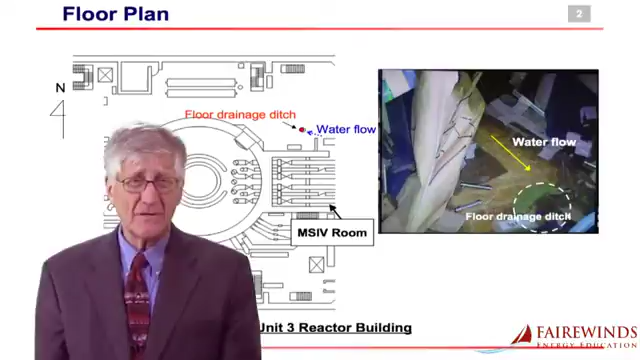 Floor Plan
2
N
Floor drainage ditch
Water flow
Water flow
Floor drainage ditch
MSIV Room
Unit 3 Reactor Building
FAIREWINDS
ENERGY EDUCATION